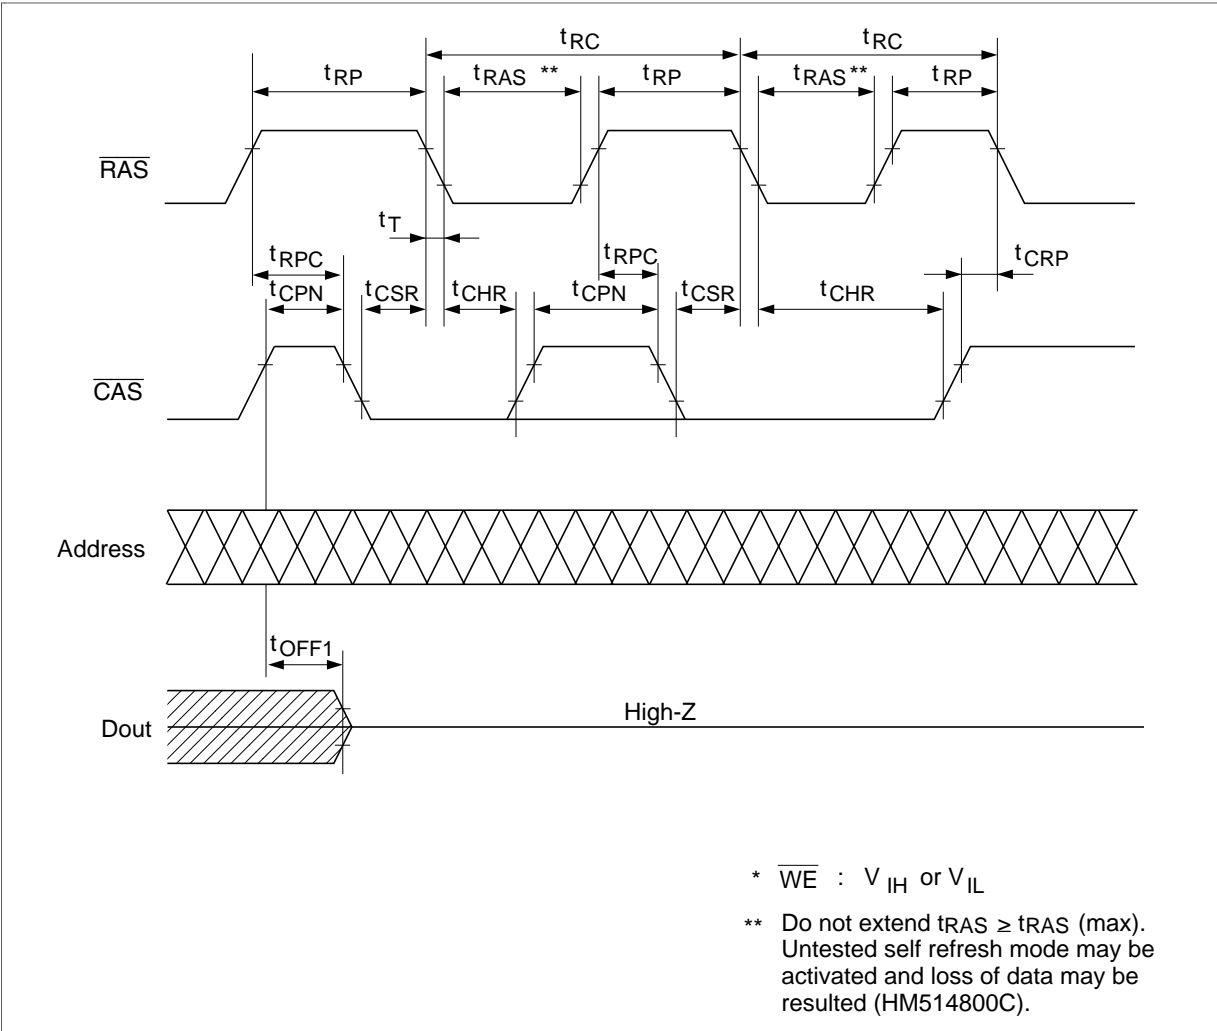 tRC tRC
tRP tRAS ** tRP tRAS** tRP
RAS
tT
tRPC tRPC tCRP
tCPN tCSR tCHR tCPN tCSR tCHR
CAS
Address
tOFF1
Dout High-Z
* WE : V IH or VIL
** Do not extend tRAS ≥ tRAS (max).
Untested self refresh mode may be
activated and loss of data may be
resulted (HM514800C).